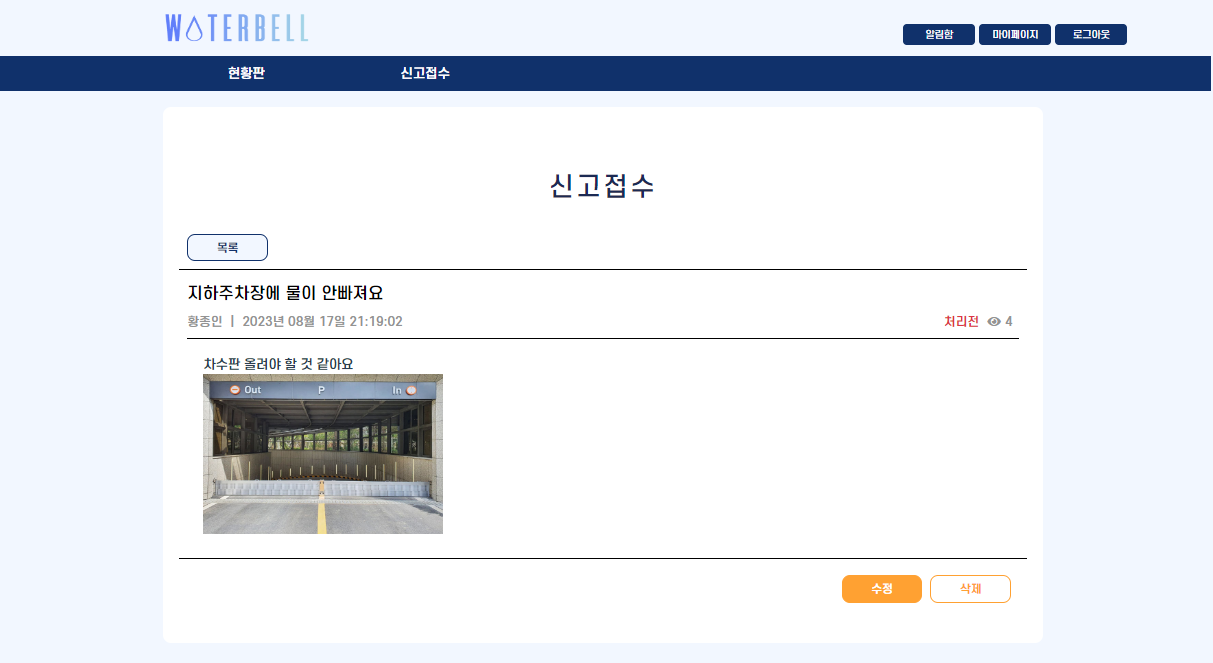 WATERBELL
알림함 마이페이지 로그아웃
현황판 신고접수
신고접수
목록
지하주차장에 물이 안빠져요
황종인 | 2023년 08월 17일 21:19:02 처리전 4
차수판 올려야 할 것 같아요
Out P In
수정 삭제